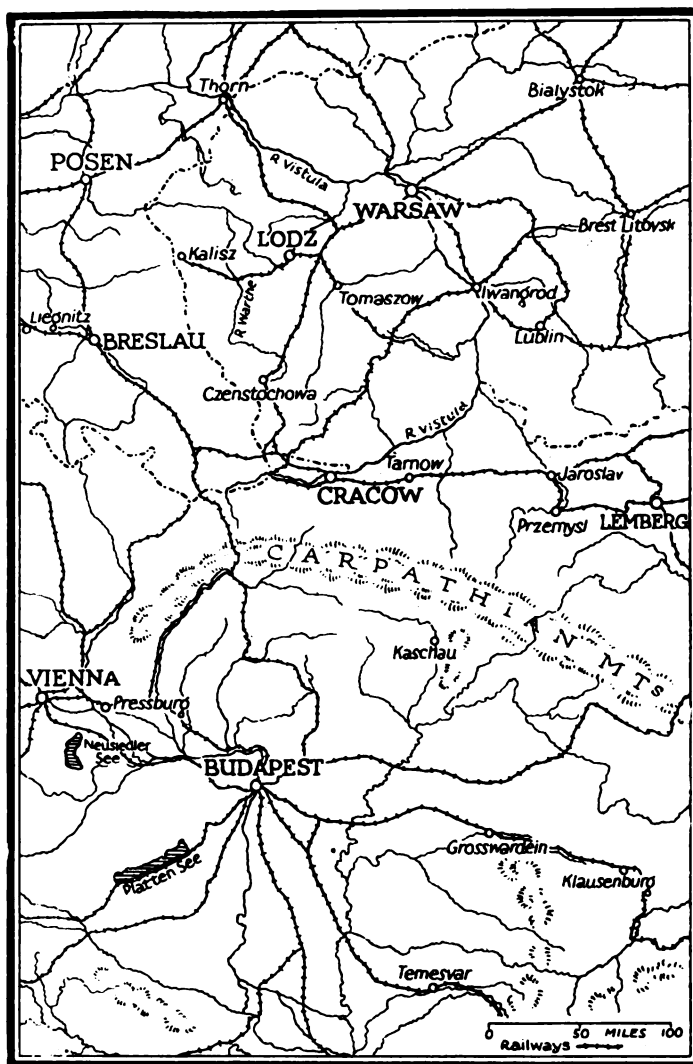 Thorn
Bialystok
POSEN
R Vistula
WARSAW
Brest Litovsk
LODZ
Kalisz
R Warthe
Tomaszow
Iwangrod
Liegnitz
BRESLAU
Lublin
Czenstochowa
R Vistula
Tarnow
Jaroslav
CRACOW
Przemysl
LEMBERG
CARPATHIAN MTS
Kaschau
VIENNA
Pressburg
Neusiedler
See
BUDAPEST
Grosswardein
Platten See
Klausenburg
Temesvar
0 50 MILES 100
Railways